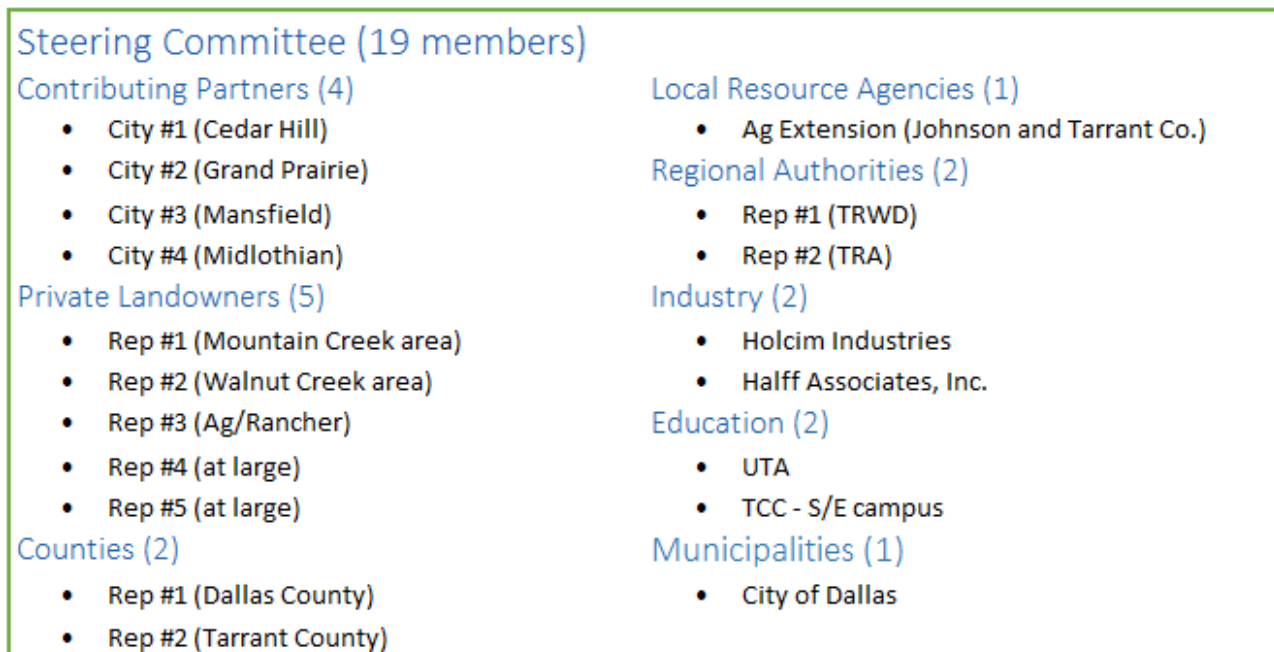 Steering Committee (19 members)
Contributing Partners (4)
• City #1 (Cedar Hill)
• City #2 (Grand Prairie)
• City #3 (Mansfield)
• City #4 (Midlothian)
Private Landowners (5)
• Rep #1 (Mountain Creek area)
• Rep #2 (Walnut Creek area)
• Rep #3 (Ag/Rancher)
• Rep #4 (at large)
• Rep #5 (at large)
Counties (2)
• Rep #1 (Dallas County)
• Rep #2 (Tarrant County)
Local Resource Agencies (1)
• Ag Extension (Johnson and Tarrant Co.)
Regional Authorities (2)
• Rep #1 (TRWD)
• Rep #2 (TRA)
Industry (2)
• Holcim Industries
• Halff Associates, Inc.
Education (2)
• UTA
• TCC - S/E campus
Municipalities (1)
• City of Dallas